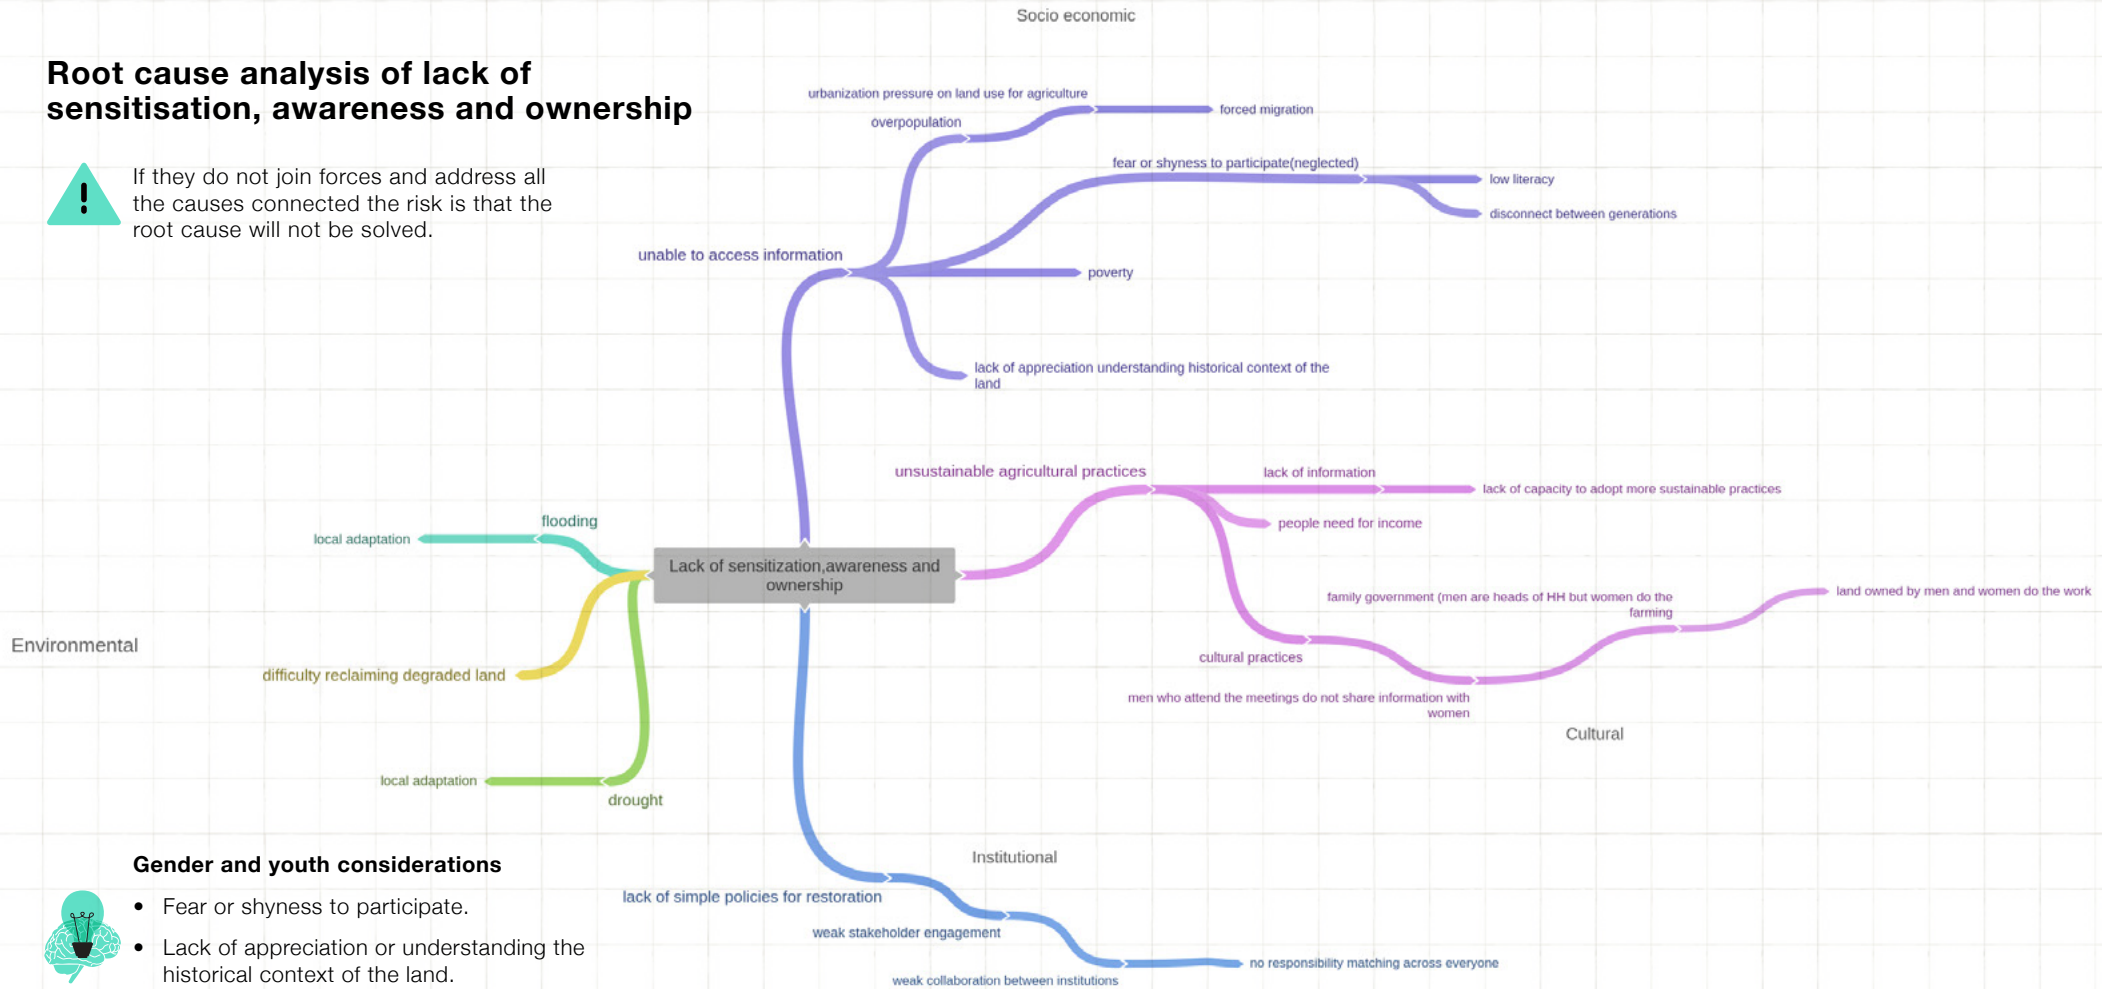 Socio economic
Root cause analysis of lack of
sensitisation, awareness and ownership
If they do not join forces and address all
the causes connected the risk is that the
root cause will not be solved.
urbanization pressure on land use for agriculture
forced migration
overpopulation
fear or shyness to participate(neglected)
low literacy
disconnect between generations
unable to access information
poverty
lack of appreciation understanding historical context of the
land
unsustainable agricultural practices
lack of information
lack of capacity to adopt more sustainable practices
people need for income
flooding
local adaptation
Lack of sensitization,awareness and
ownership
family government (men are heads of HH but women do the
farming
land owned by men and women do the work
Environmental
cultural practices
difficulty reclaiming degraded land
men who attend the meetings do not share information with
women
Cultural
local adaptation
drought
Institutional
lack of simple policies for restoration
weak stakeholder engagement
no responsibility matching across everyone
weak collaboration between institutions
Gender and youth considerations
• Fear or shyness to participate.
• Lack of appreciation or understanding the
historical context of the land.